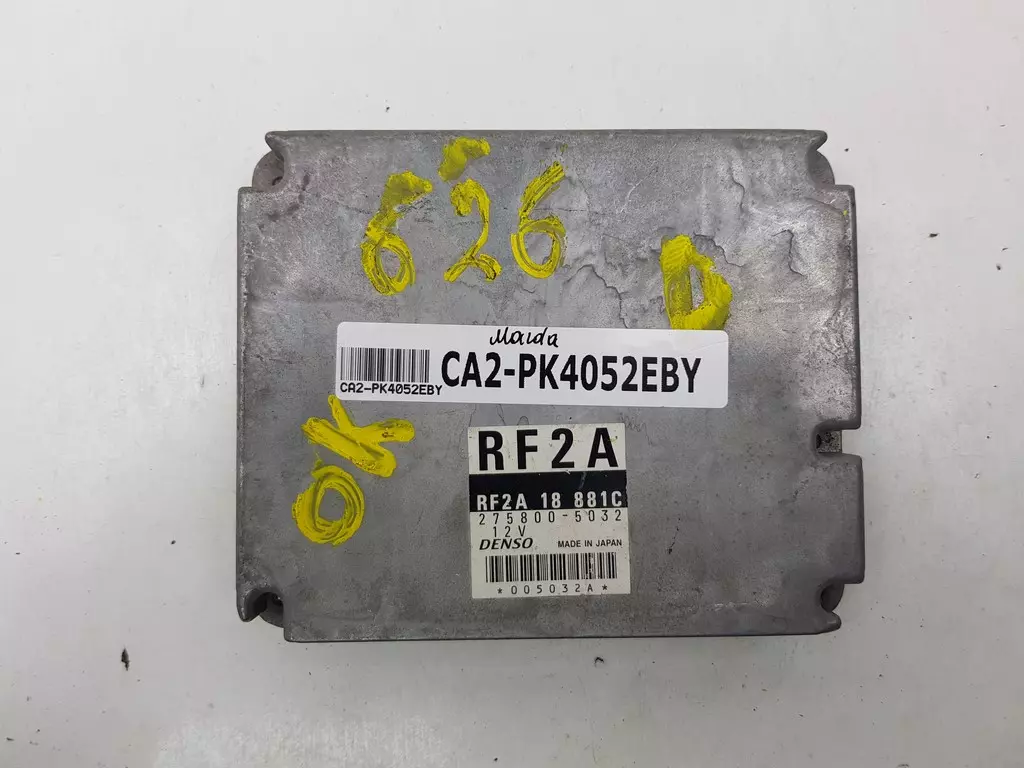 626
D
Mazda
CA2-PK4052EBY
CA2-PK4052EBY
OK
RF2A
RF2A 18 881C
275800-5032
12V
DENSO MADE IN JAPAN
*005032A*